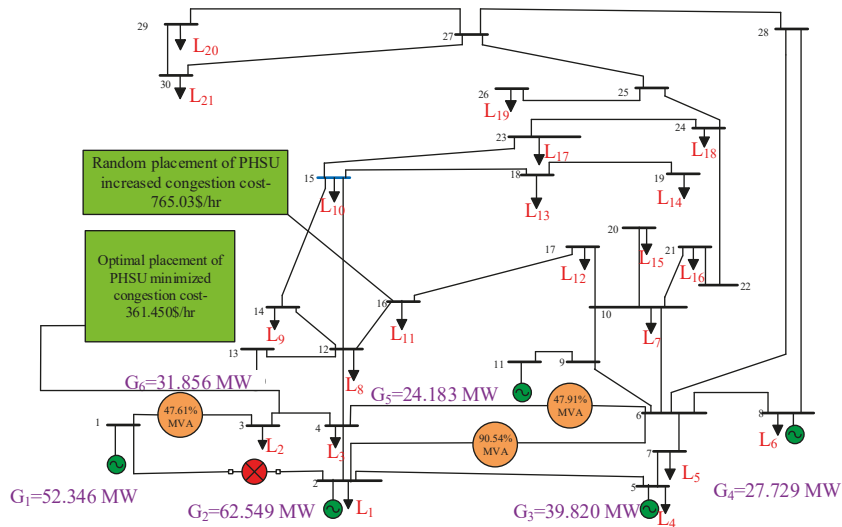 29
L20
30
L21
27
28
26
L19
25
23
L17
24
L18
Random placement of PHSU
increased congestion cost-
765.03$/hr
15
L10
18
L13
19
L14
Optimal placement of
PHSU minimized
congestion cost-
361.450$/hr
20
L15
17
L12
21
L16
22
16
L11
14
L9
10
L7
13
12
L8
11
9
G6=31.856 MW
G5=24.183 MW
1
47.61%
MVA
3
L2
4
L3
47.91%
MVA
6
8
L6
90.54%
MVA
7
L5
2
L1
5
L4
G1=52.346 MW
G2=62.549 MW
G3=39.820 MW
G4=27.729 MW